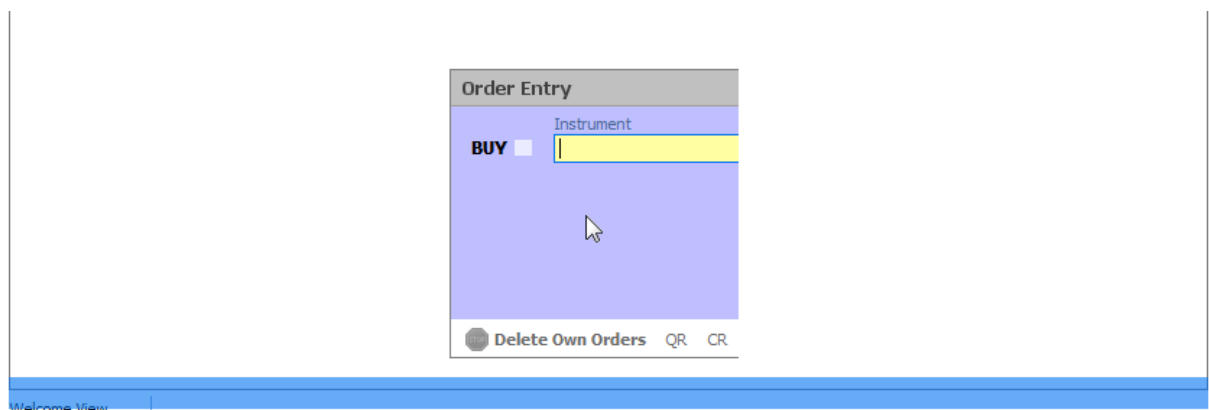 Order Entry
Instrument
BUY
Delete Own Orders QR CR
Welcome View